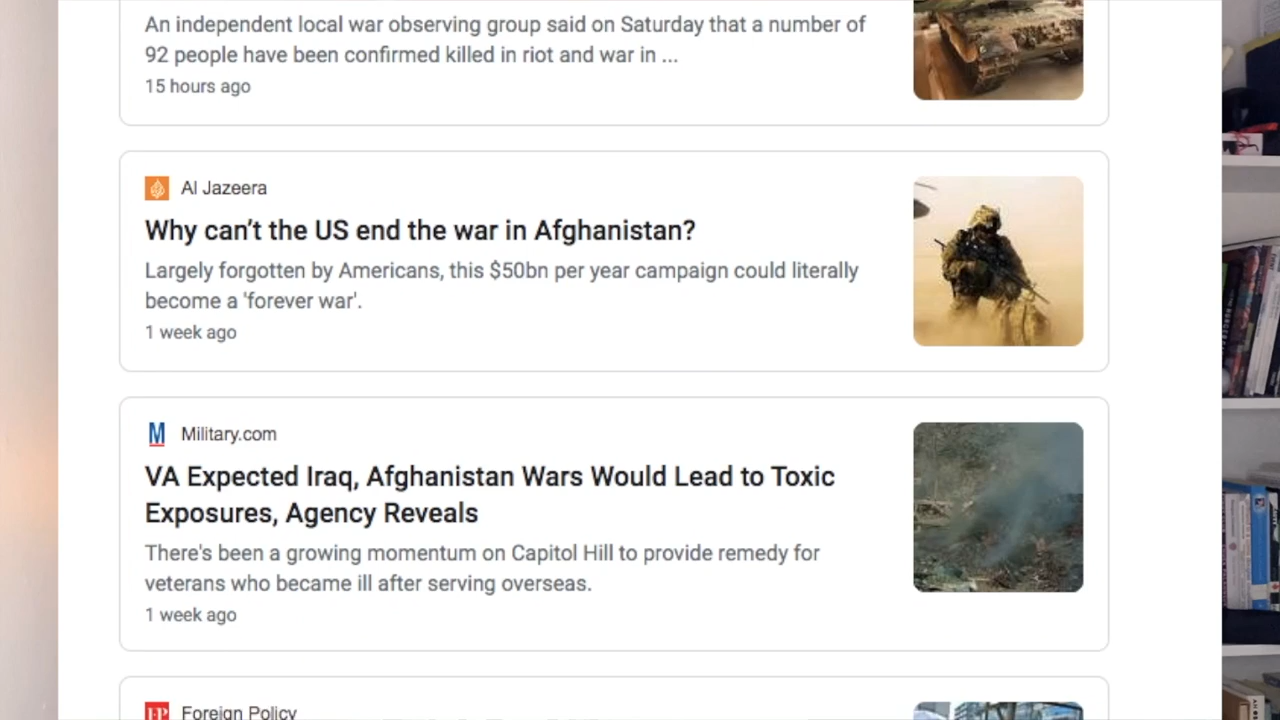 An independent local war observing group said on Saturday that a number of
92 people have been confirmed killed in riot and war in ...
15 hours ago
Al Jazeera
Why can’t the US end the war in Afghanistan?
Largely forgotten by Americans, this $50bn per year campaign could literally
become a 'forever war'.
1 week ago
M Military.com
VA Expected Iraq, Afghanistan Wars Would Lead to Toxic
Exposures, Agency Reveals
There's been a growing momentum on Capitol Hill to provide remedy for
veterans who became ill after serving overseas.
1 week ago
FP Foreign Policy